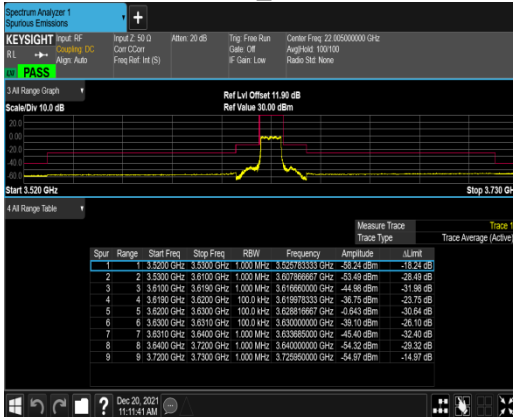 Spectrum Analyzer 1
Spurious Emissions
KEYSIGHT Input: RF Input Z: 50 Ω Atten: 20 dB Trig: Free Run Center Freq: 22.005000000 GHz
RL Coupling: DC Corr CCorr Gate: Off Avg|Hold: 100/100
Align: Auto Freq Ref: Int (S) IF Gain: Low Radio Std: None
PASS
3 All Range Graph Ref Lvl Offset 11.90 dB
Scale/Div 10.0 dB Ref Value 30.00 dBm
20.0
0.00
-20.0
-40.0
-60.0
Start 3.520 GHz Stop 3.730 GH
4 All Range Table
Measure Trace Trace 1
Trace Type Trace Average (Active)
Spur Range Start Freq Stop Freq RBW Frequency Amplitude ΔLimit
1 1 3.5200 GHz 3.5300 GHz 1.000 MHz 3.525783333 GHz -58.24 dBm -18.24 dB
2 2 3.5300 GHz 3.6100 GHz 1.000 MHz 3.607866667 GHz -53.49 dBm -28.49 dB
3 3 3.6100 GHz 3.6190 GHz 1.000 MHz 3.616660000 GHz -44.98 dBm -31.98 dB
4 4 3.6190 GHz 3.6200 GHz 100.0 kHz 3.619978333 GHz -36.75 dBm -23.75 dB
5 5 3.6200 GHz 3.6300 GHz 100.0 kHz 3.628816667 GHz -0.643 dBm -30.64 dB
6 6 3.6300 GHz 3.6310 GHz 100.0 kHz 3.630000000 GHz -39.10 dBm -26.10 dB
7 7 3.6310 GHz 3.6400 GHz 1.000 MHz 3.633685000 GHz -45.40 dBm -32.40 dB
8 8 3.6400 GHz 3.7200 GHz 1.000 MHz 3.640000000 GHz -54.32 dBm -29.32 dB
9 9 3.7200 GHz 3.7300 GHz 1.000 MHz 3.725950000 GHz -54.97 dBm -14.97 dB
Dec 20, 2021
11:11:41 AM